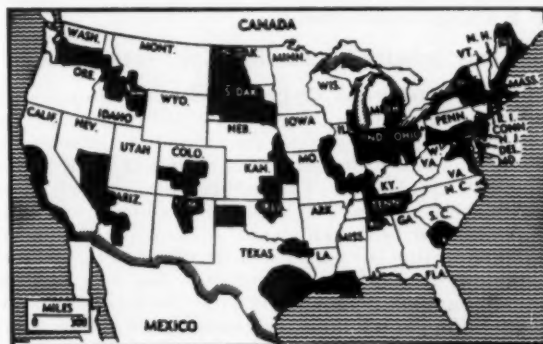 CANADA
WASH.
MONT.
N. DAK.
MINN.
VT.
N. H.
ORE.
IDAHO
WYO.
S. DAK.
WIS.
MICH.
MASS.
R. I.
CONN.
N. J.
DEL.
MD.
CALIF.
NEV.
UTAH
COLO.
NEB.
IOWA
ILL.
IND.
OHIO
PENN.
W. VA.
VA.
KAN.
MO.
KY.
N. C.
ARIZ.
TENN.
S. C.
ARK.
MISS.
GA.
TEXAS
LA.
FLA.
MILES
0 300
MEXICO